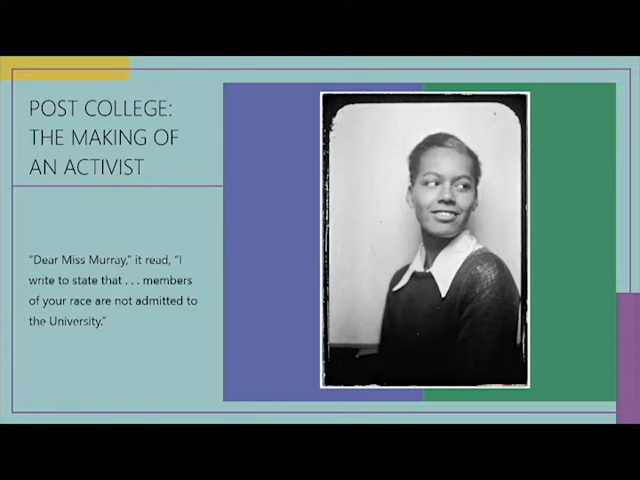 POST COLLEGE:
THE MAKING OF
AN ACTIVIST
"Dear Miss Murray," it read, "I
write to state that . . . members
of your race are not admitted to
the University."